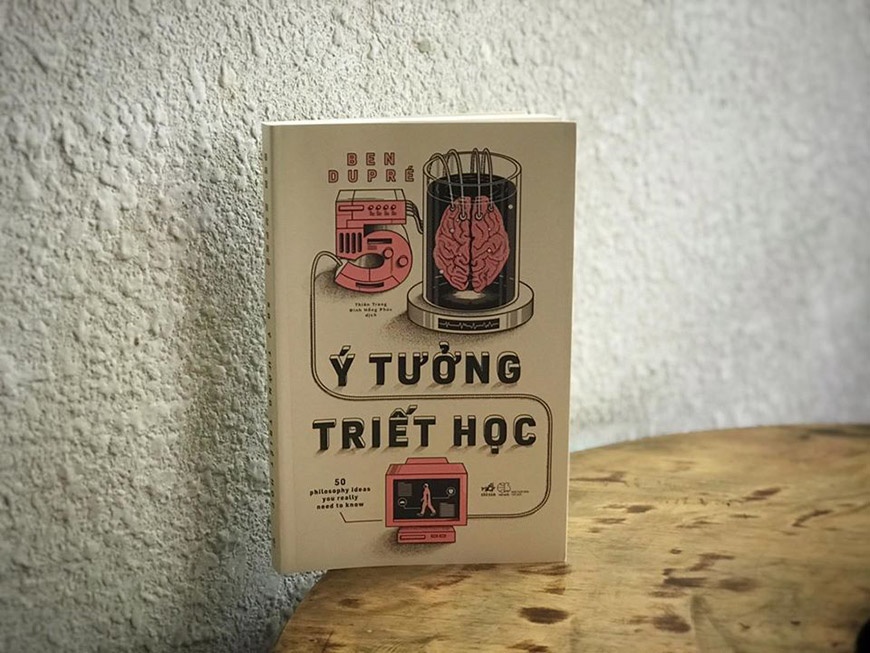 BEN
DUPRÉ
50
Thiên Trang
Đinh Hồng Phúc
dịch
Ý TƯỞNG
TRIẾT HỌC
50
philosophy ideas
you really
need to know